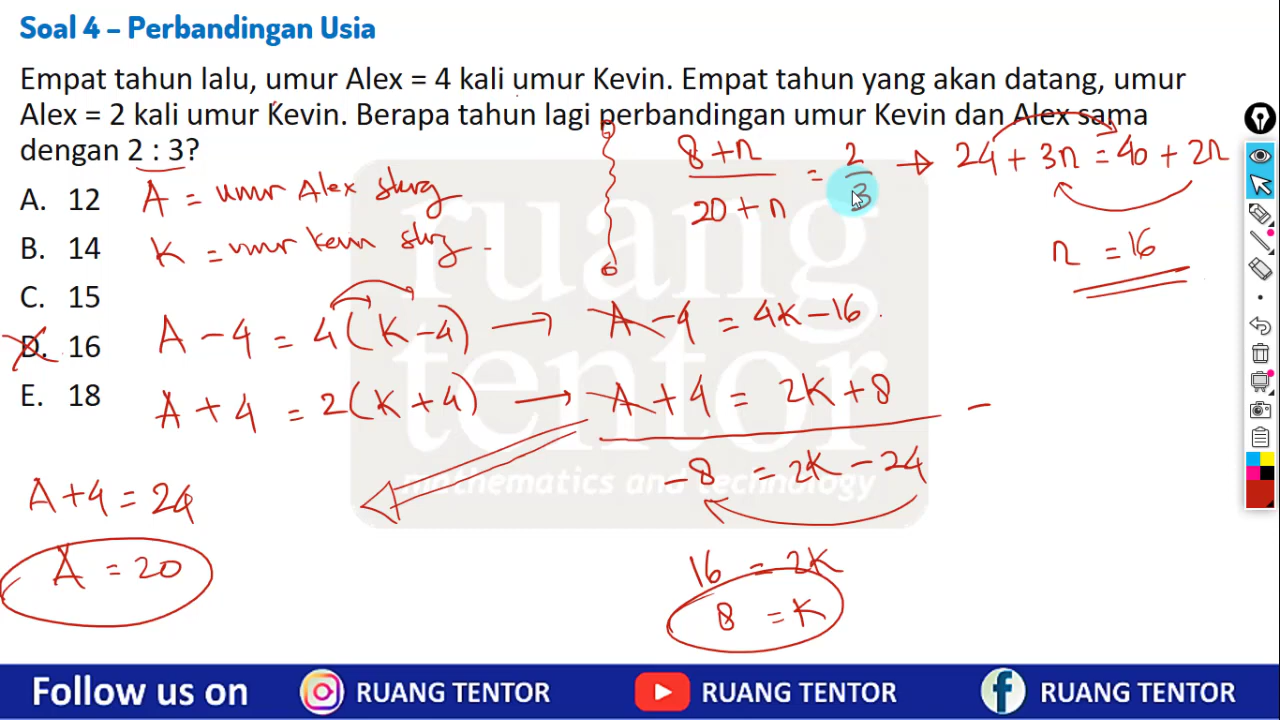 Soal 4 – Perbandingan Usia
Empat tahun lalu, umur Alex = 4 kali umur Kevin. Empat tahun yang akan datang, umur
Alex = 2 kali umur Kevin. Berapa tahun lagi perbandingan umur Kevin dan Alex sama
dengan 2 : 3?
A. 12
B. 14
C. 15
D. 16
E. 18
A = umur Alex skrg
K = umur Kevin skrg
A - 4 = 4(K - 4) → A - 4 = 4K - 16
A + 4 = 2(K + 4) → A + 4 = 2K + 8
-
-8 = 2K - 24
16 = 2K
8 = K
A + 4 = 24
A = 20
8 + n
20 + n
= 2
3
→ 24 + 3n = 40 + 2n
n = 16
ruang
tentor
mathematics and technology
Follow us on RUANG TENTOR RUANG TENTOR RUANG TENTOR